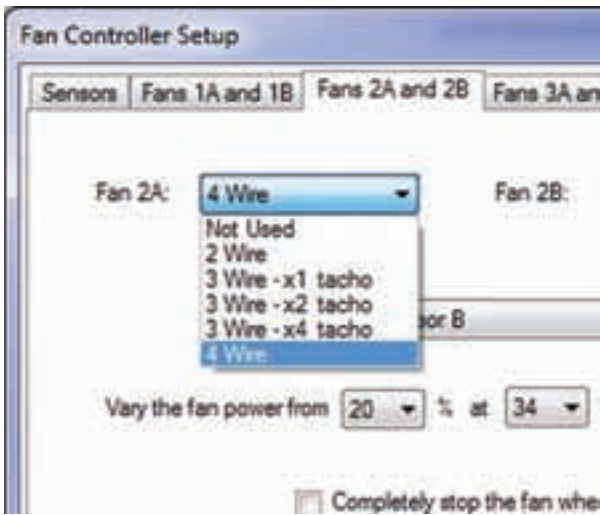 Fan Controller Setup
Sensors Fans 1A and 1B Fans 2A and 2B Fans 3A an
Fan 2A: 4 Wire Fan 2B:
Not Used
2 Wire
3 Wire - x1 tacho
3 Wire - x2 tacho
3 Wire - x4 tacho
sor B
4 Wire
Vary the fan power from 20 % at 34
Completely stop the fan whe